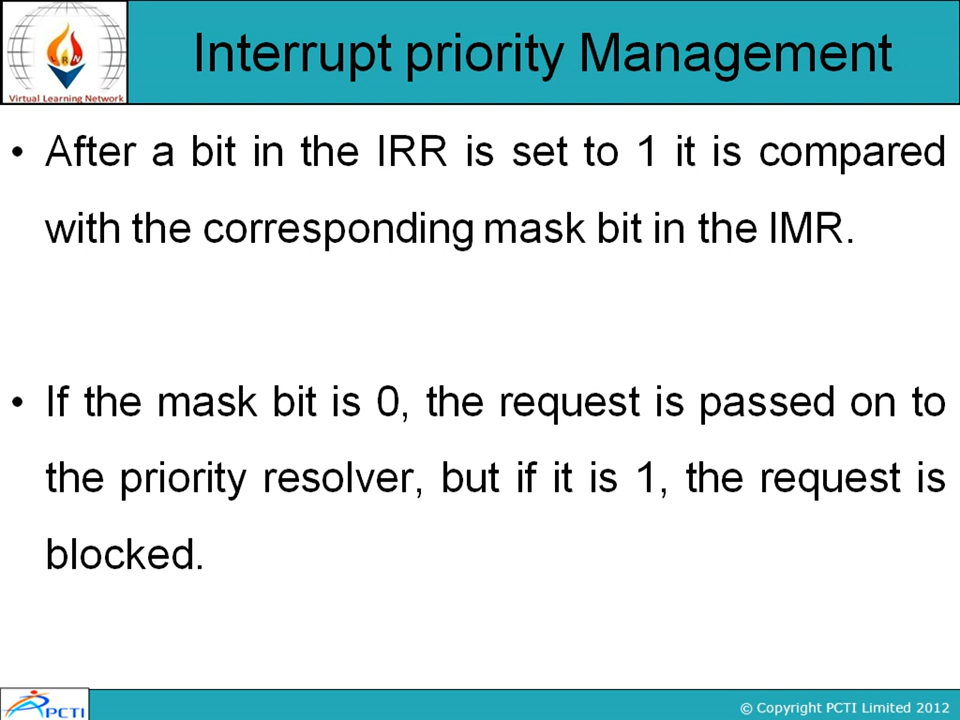 Interrupt priority Management
RN
Virtual Learning Network
• After a bit in the IRR is set to 1 it is compared
with the corresponding mask bit in the IMR.
• If the mask bit is 0, the request is passed on to
the priority resolver, but if it is 1, the request is
blocked.
PCTI
© Copyright PCTI Limited 2012